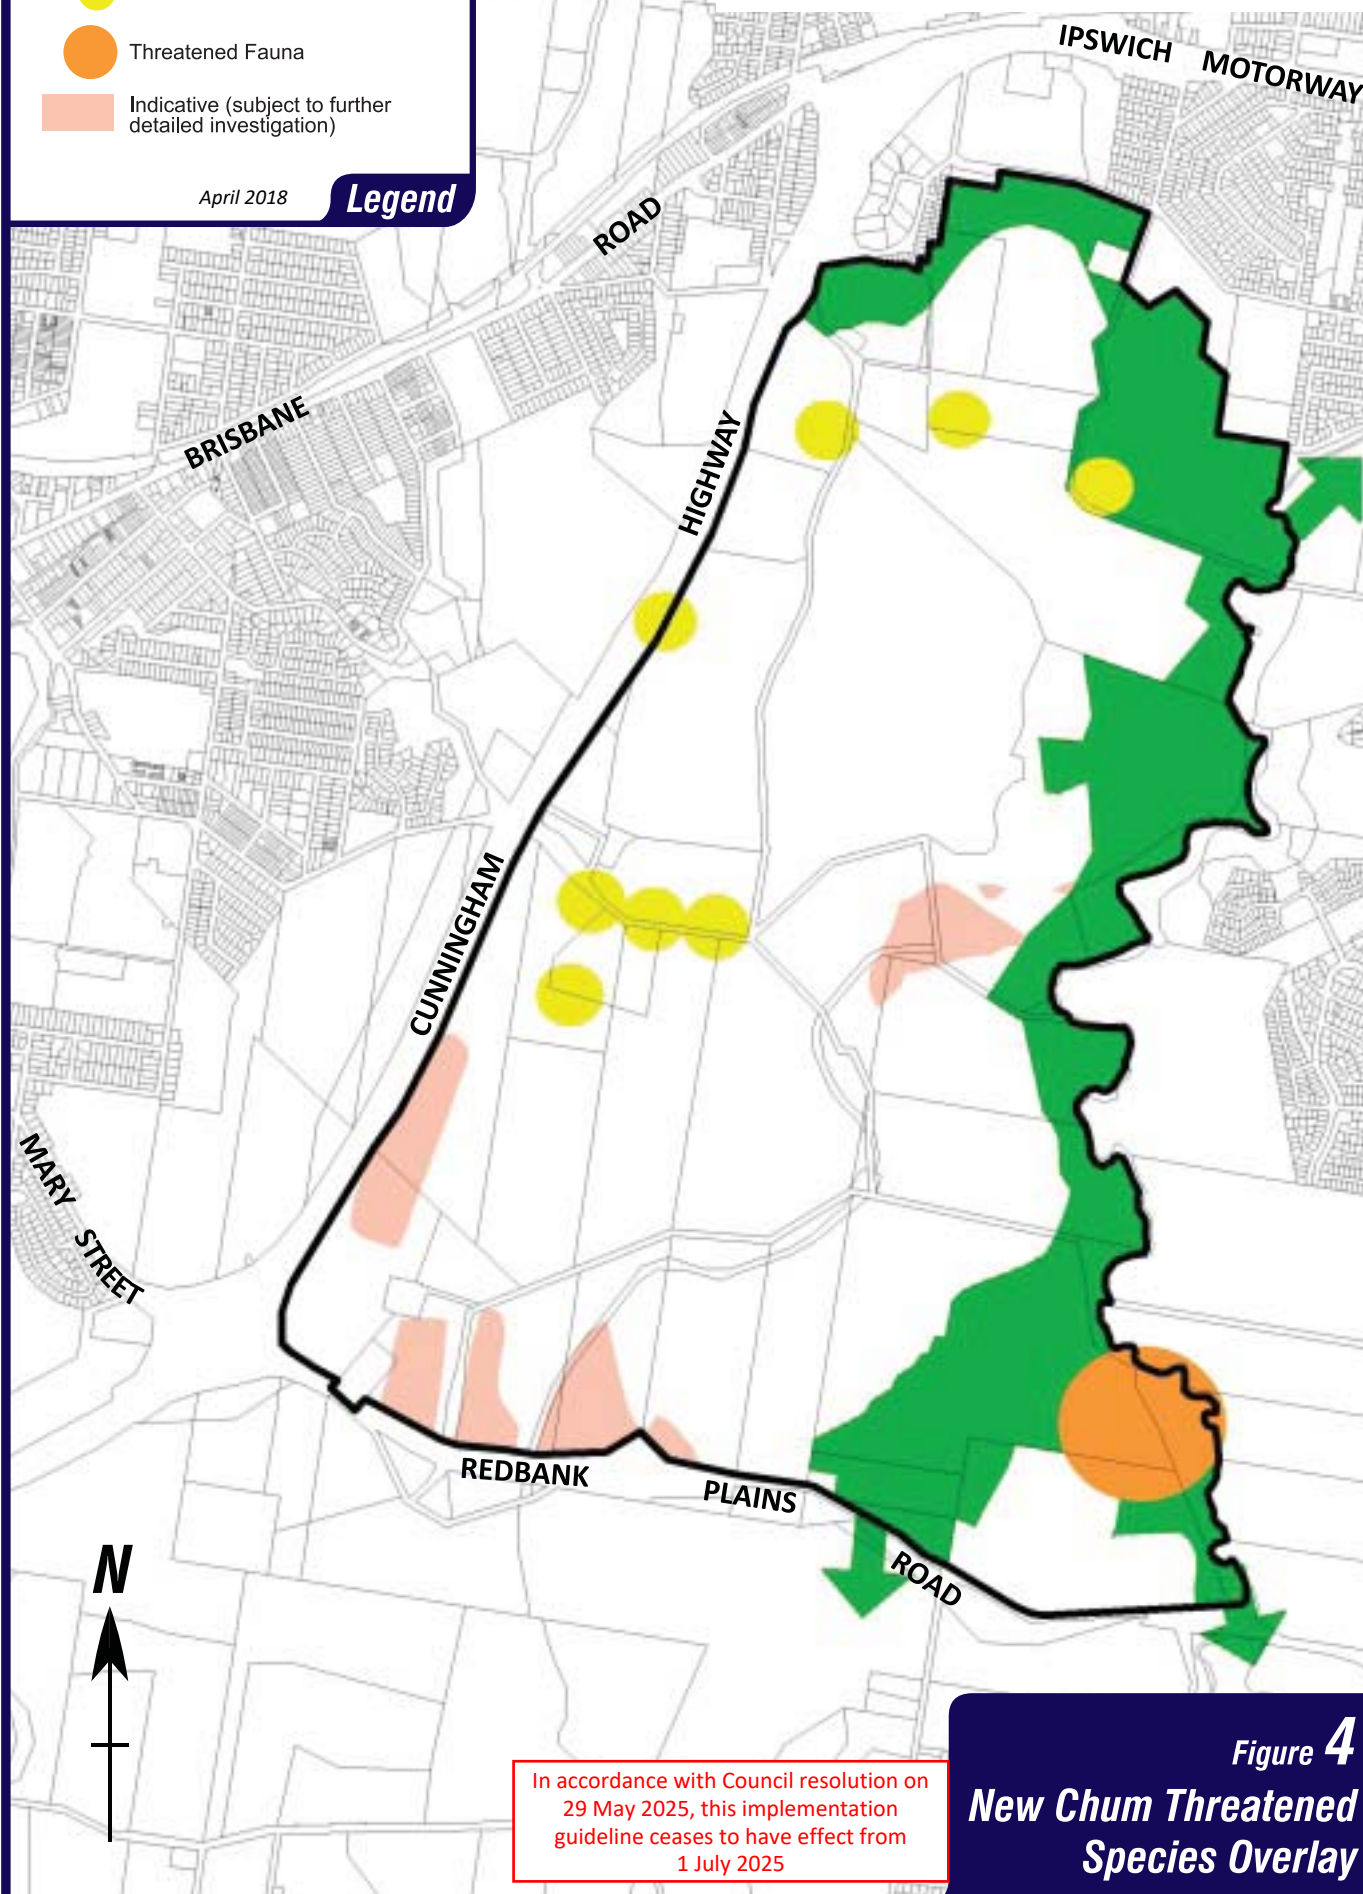 Threatened Fauna
Indicative (subject to further
detailed investigation)
April 2018
Legend
IPSWICH MOTORWAY
ROAD
BRISBANE
HIGHWAY
CUNNINGHAM
MARY STREET
REDBANK
PLAINS
ROAD
N
In accordance with Council resolution on
29 May 2025, this implementation
guideline ceases to have effect from
1 July 2025
Figure 4
New Chum Threatened
Species Overlay